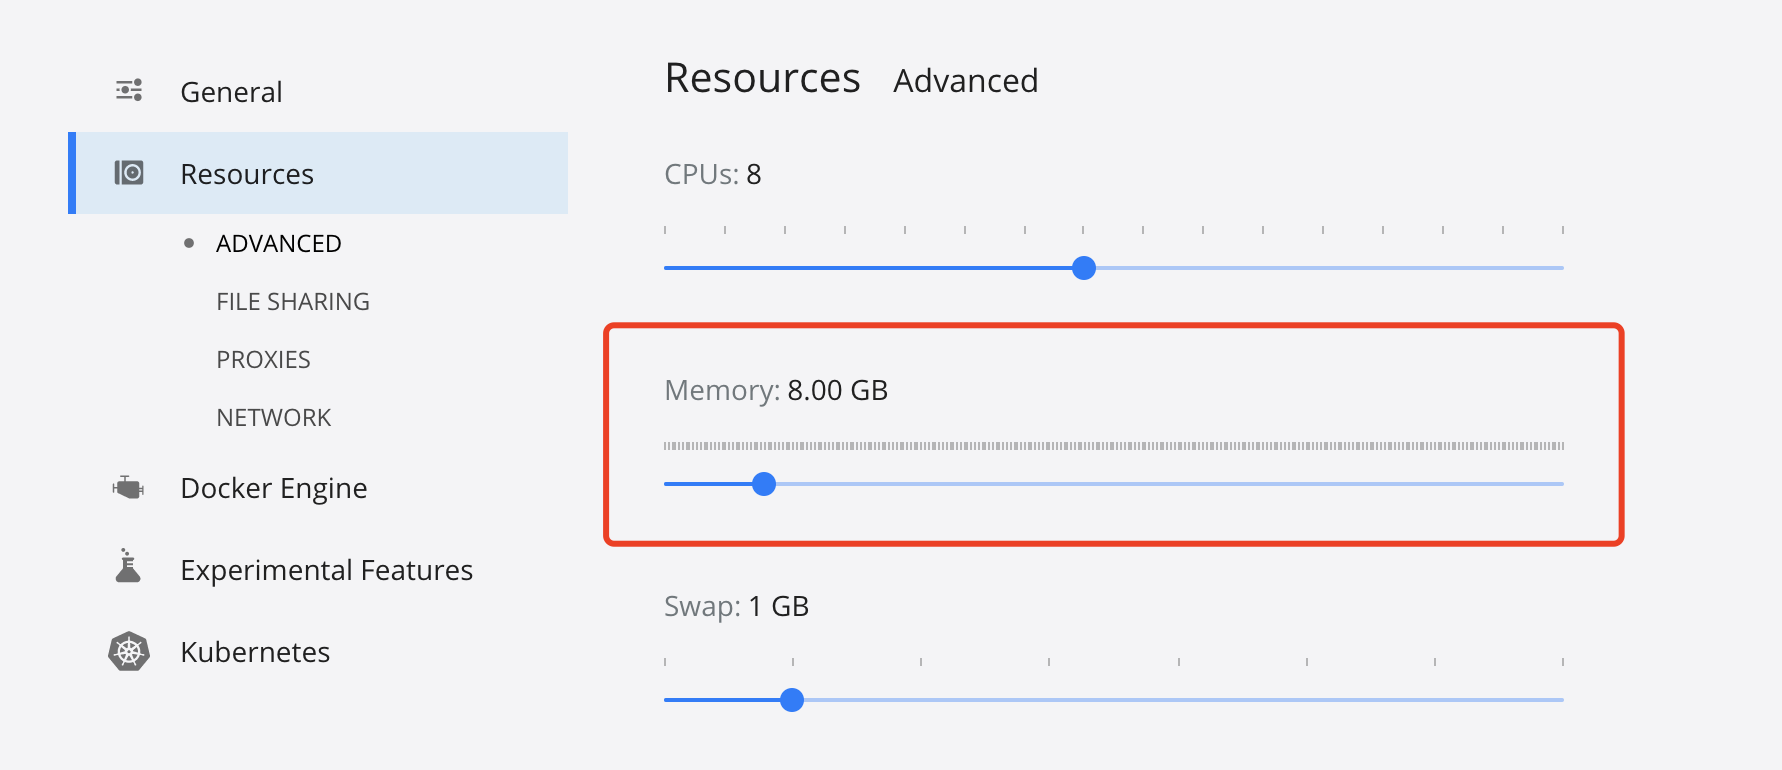 General
Resources
ADVANCED
FILE SHARING
PROXIES
NETWORK
Docker Engine
Experimental Features
Kubernetes
Resources Advanced
CPUs: 8
Memory: 8.00 GB
Swap: 1 GB